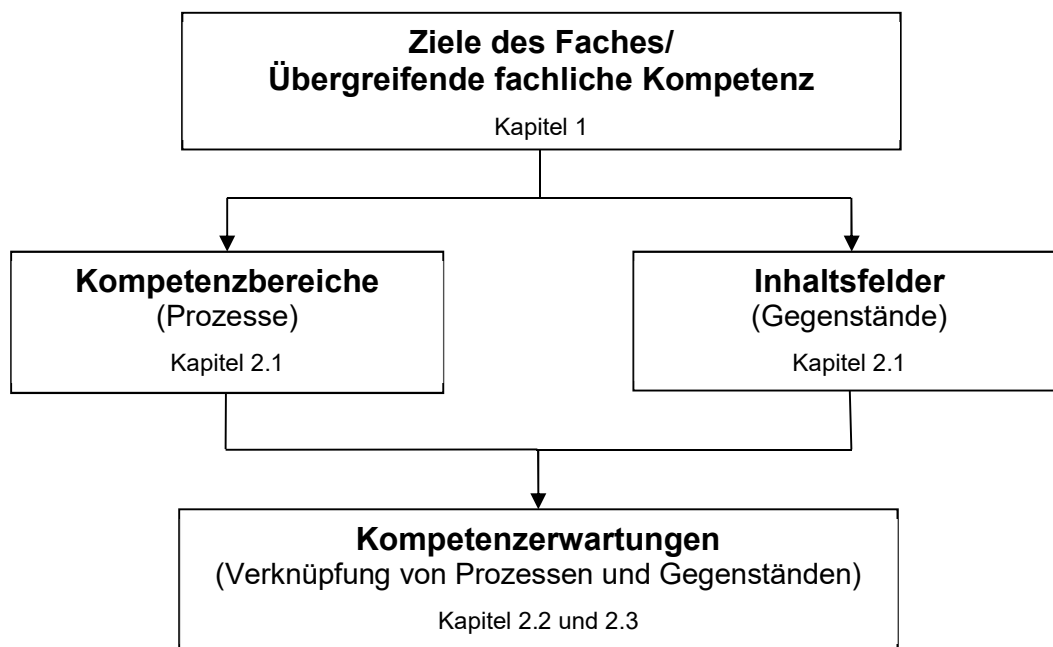 Ziele des Faches/
Übergreifende fachliche Kompetenz
Kapitel 1
Kompetenzbereiche
(Prozesse)
Kapitel 2.1
Inhaltsfelder
(Gegenstände)
Kapitel 2.1
Kompetenzerwartungen
(Verknüpfung von Prozessen und Gegenständen)
Kapitel 2.2 und 2.3